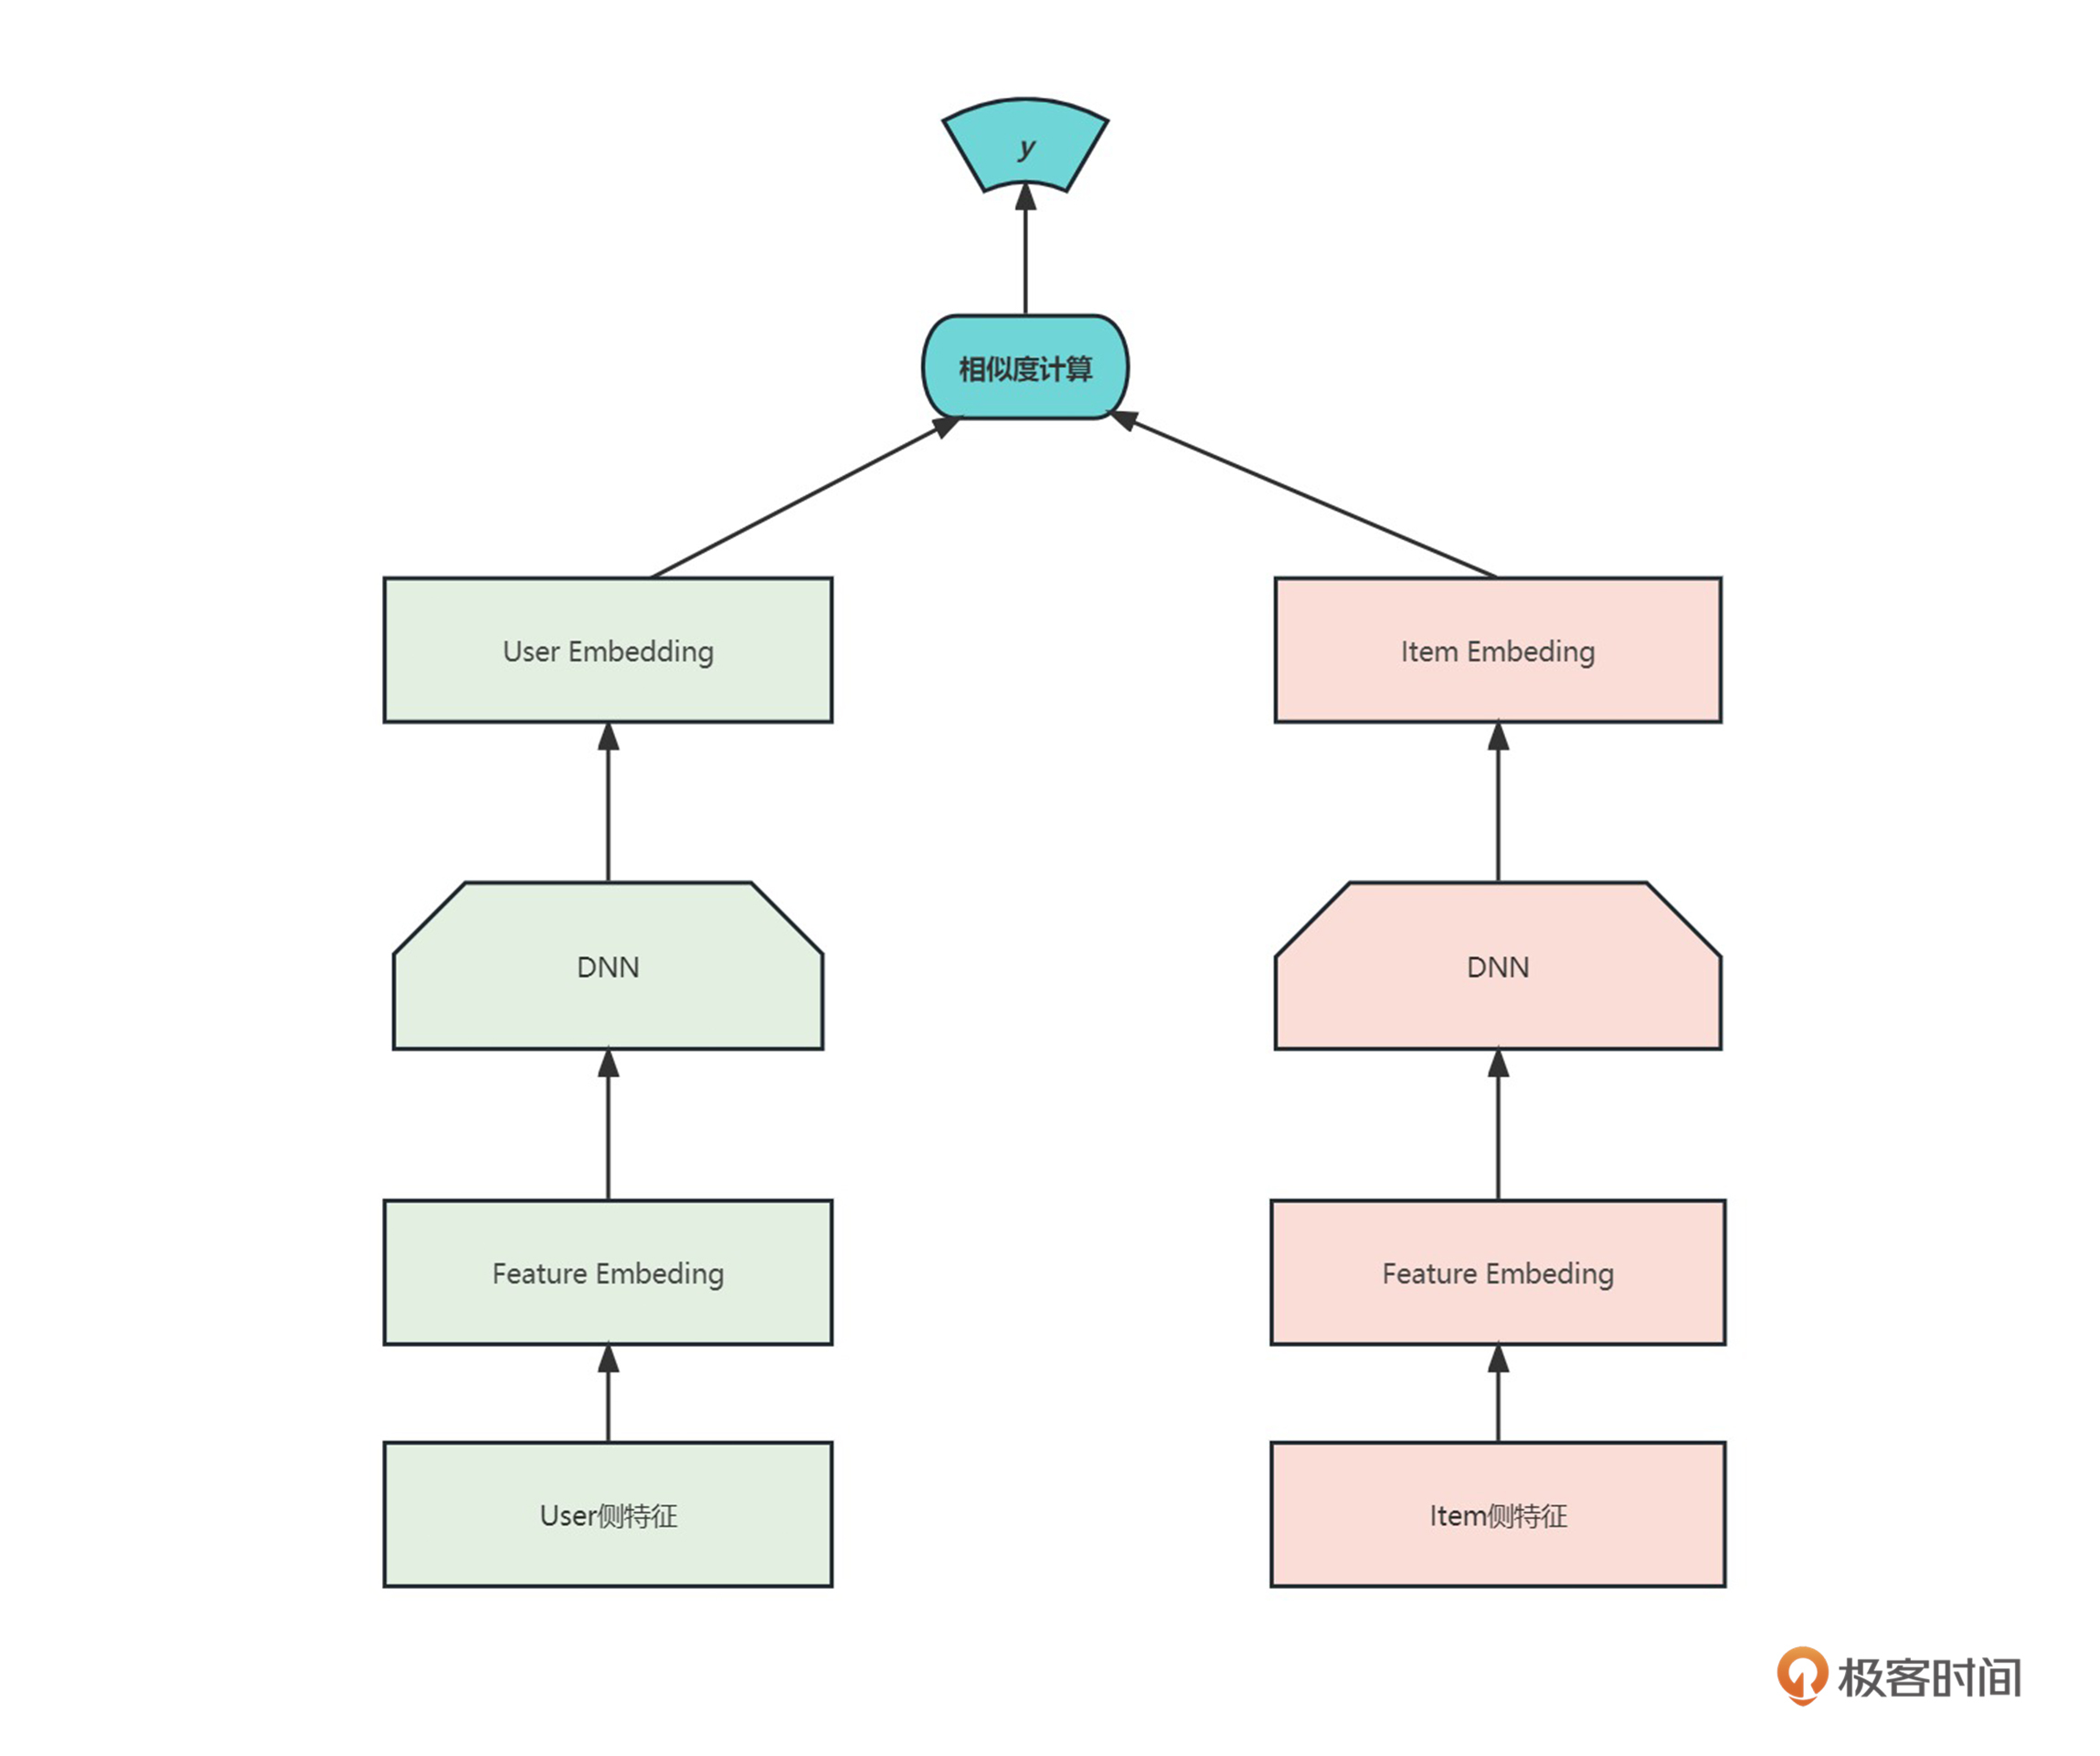 y
相似度计算
User Embedding
Item Embeding
DNN
DNN
Feature Embeding
Feature Embeding
User侧特征
Item侧特征
极客时间